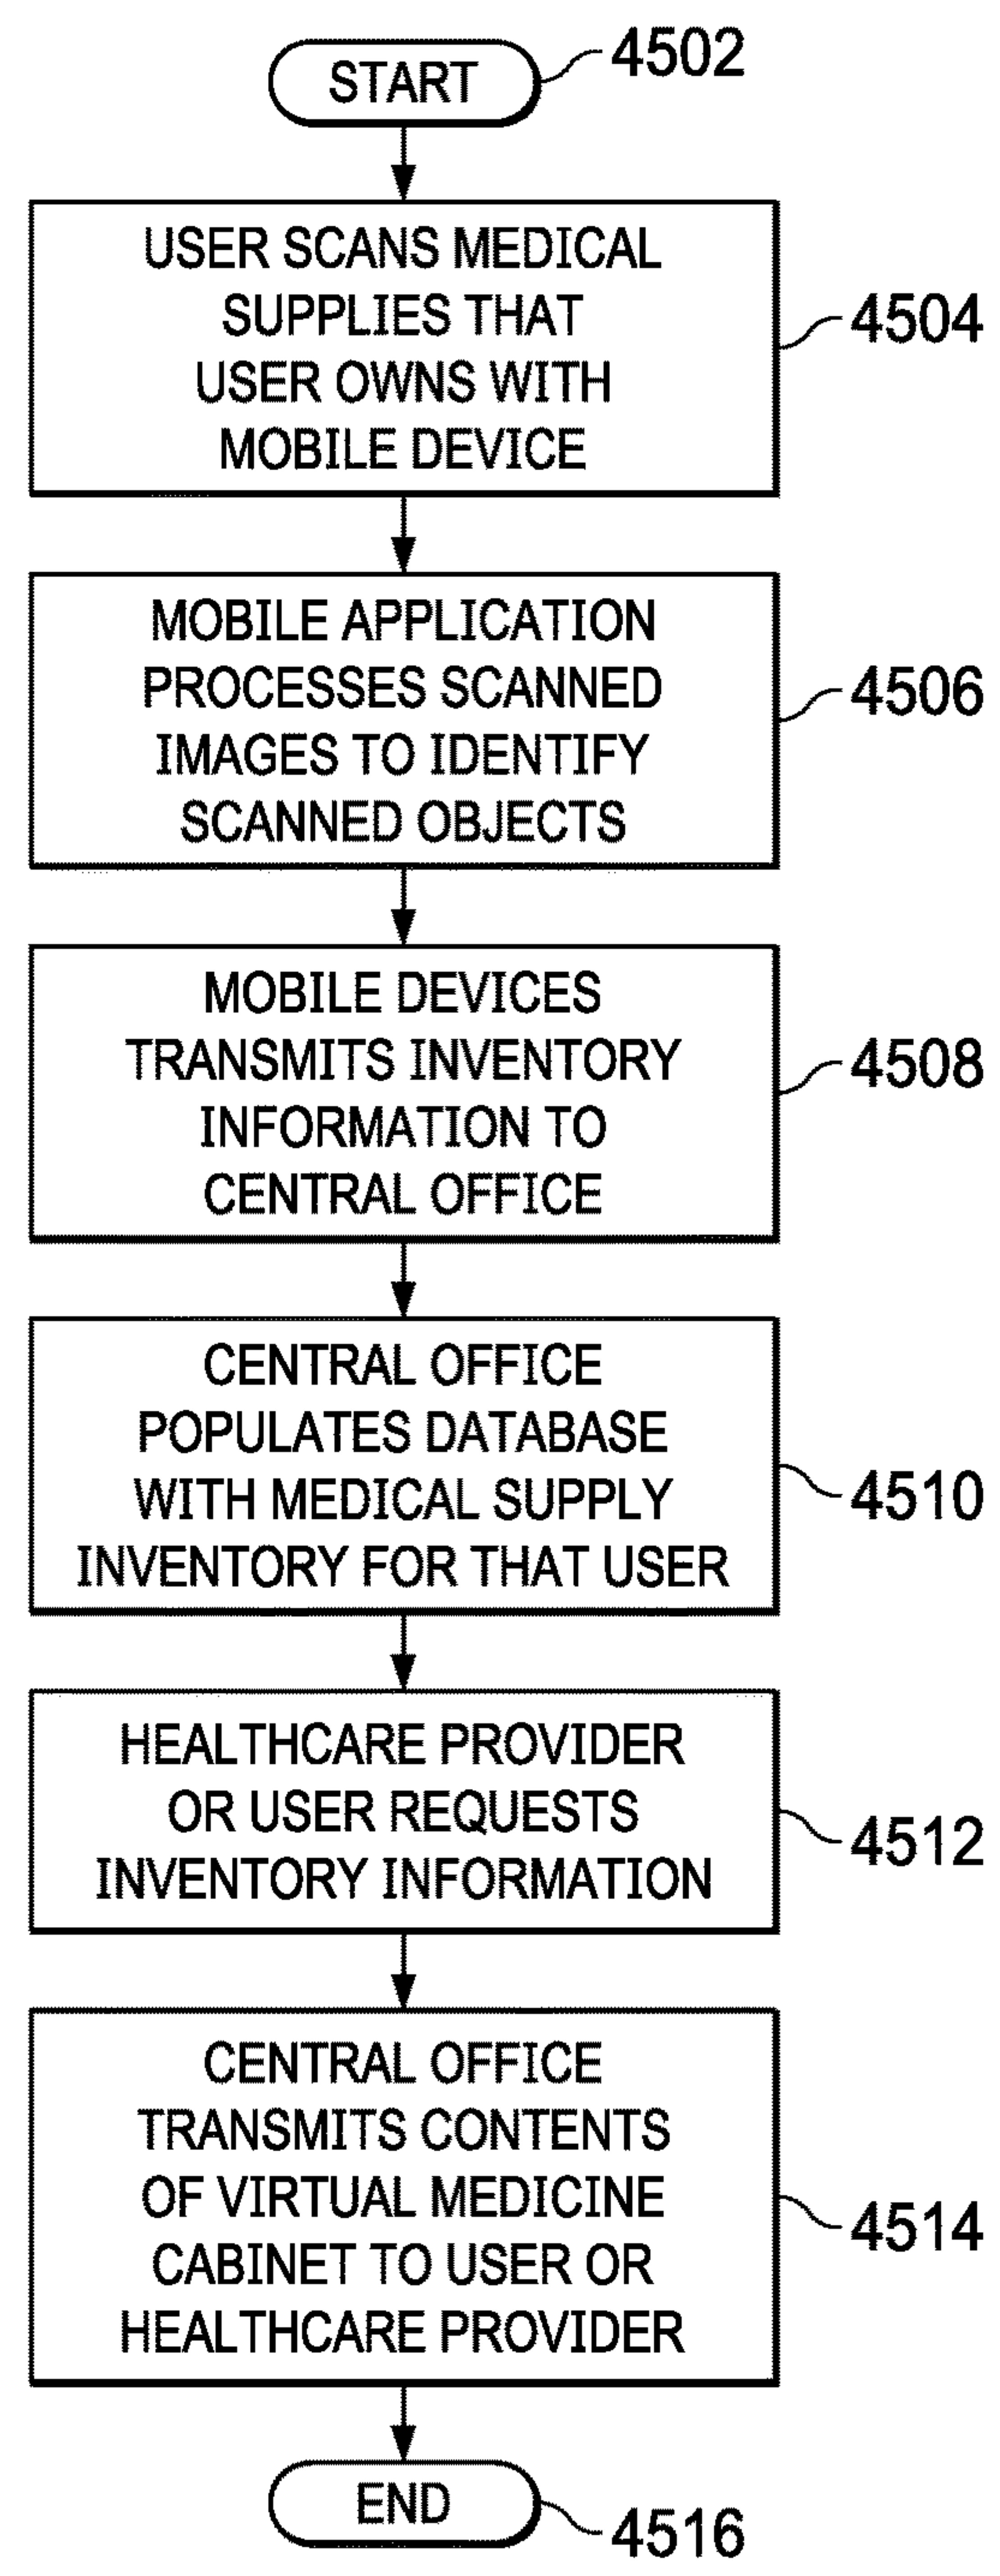 START
4502
USER SCANS MEDICAL
SUPPLIES THAT
USER OWNS WITH
MOBILE DEVICE
4504
MOBILE APPLICATION
PROCESSES SCANNED
IMAGES TO IDENTIFY
SCANNED OBJECTS
4506
MOBILE DEVICES
TRANSMITS INVENTORY
INFORMATION TO
CENTRAL OFFICE
4508
CENTRAL OFFICE
POPULATES DATABASE
WITH MEDICAL SUPPLY
INVENTORY FOR THAT USER
4510
HEALTHCARE PROVIDER
OR USER REQUESTS
INVENTORY INFORMATION
4512
CENTRAL OFFICE
TRANSMITS CONTENTS
OF VIRTUAL MEDICINE
CABINET TO USER OR
HEALTHCARE PROVIDER
4514
END
4516